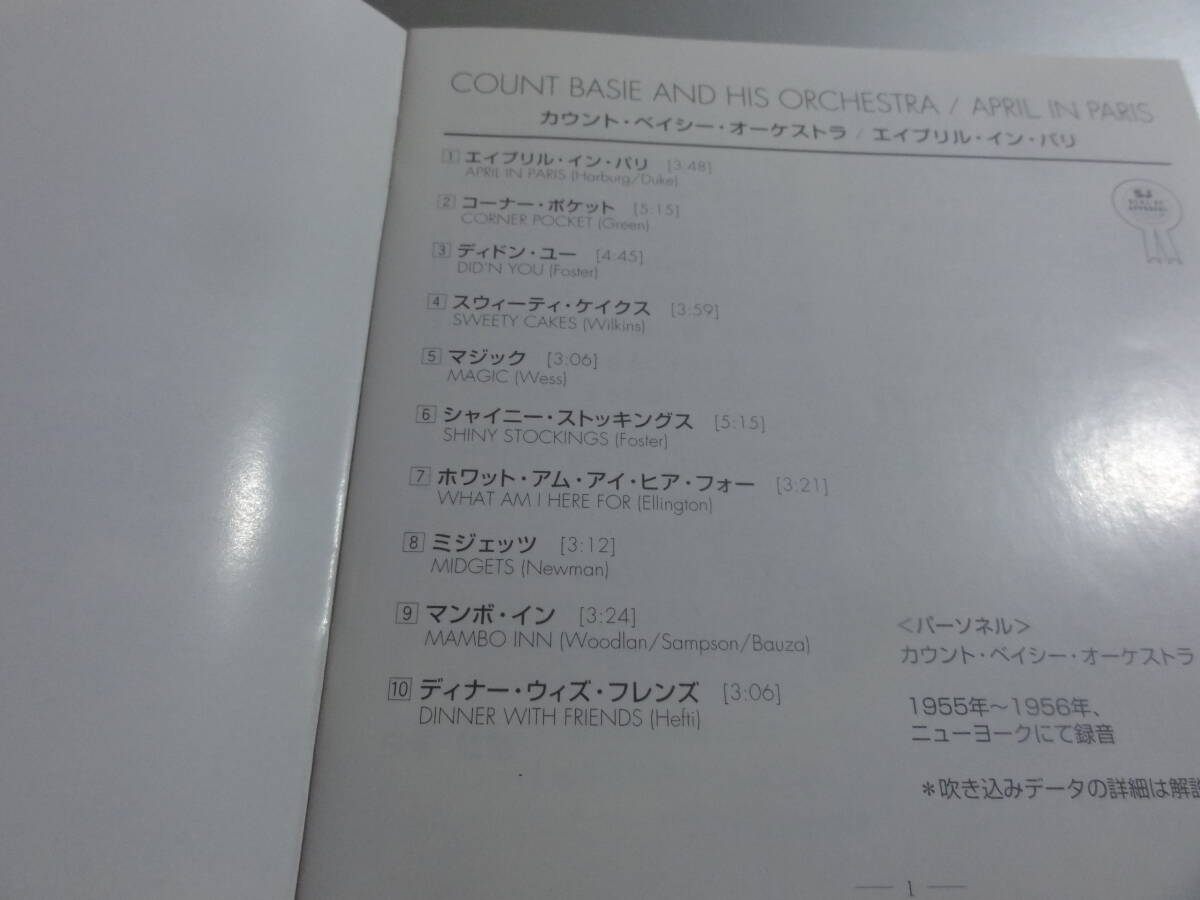 COUNT BASIE AND HIS ORCHESTRA / APRIL IN PARIS
カウント・ベイシー・オーケストラ / エイプリル・イン・パリ
1 エイプリル・イン・パリ [3:48]
APRIL IN PARIS (Harburg/Duke)
2 コーナー・ポケット [5:15]
CORNER POCKET (Green)
3 ディドン・ユー [4:45]
DID'N YOU (Foster)
4 スウィーティ・ケイクス [3:59]
SWEETY CAKES (Wilkins)
5 マジック [3:06]
MAGIC (Wess)
6 シャイニー・ストッキングス [5:15]
SHINY STOCKINGS (Foster)
7 ホワット・アム・アイ・ヒア・フォー [3:21]
WHAT AM I HERE FOR (Ellington)
8 ミジェッツ [3:12]
MIDGETS (Newman)
9 マンボ・イン [3:24]
MAMBO INN (Woodlan/Sampson/Bauza)
10 ディナー・ウィズ・フレンズ [3:06]
DINNER WITH FRIENDS (Hefti)
<パーソネル>
カウント・ベイシー・オーケストラ
1955年〜1956年、
ニューヨークにて録音
*吹き込みデータの詳細は解説
— 1 —